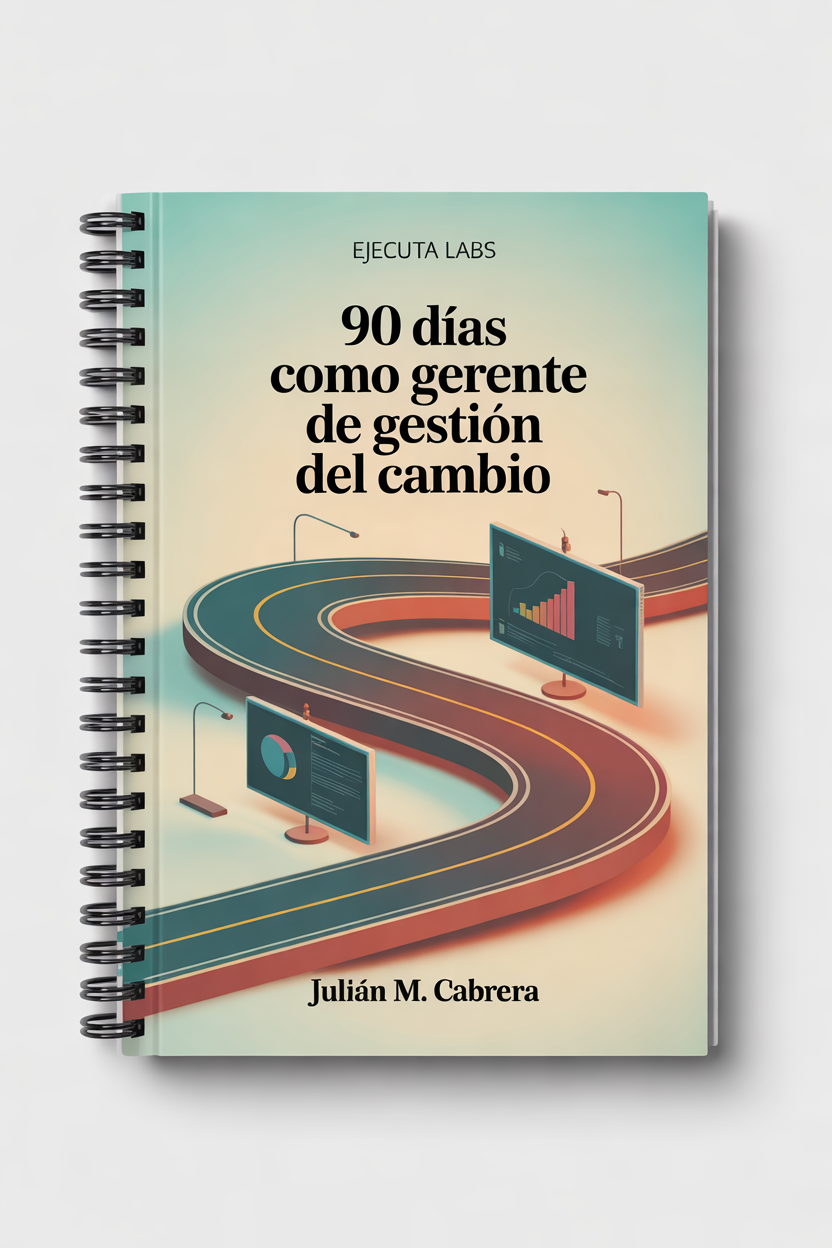 EJECUTA LABS
90 días
como gerente
de gestión
del cambio
Julián M. Cabrera